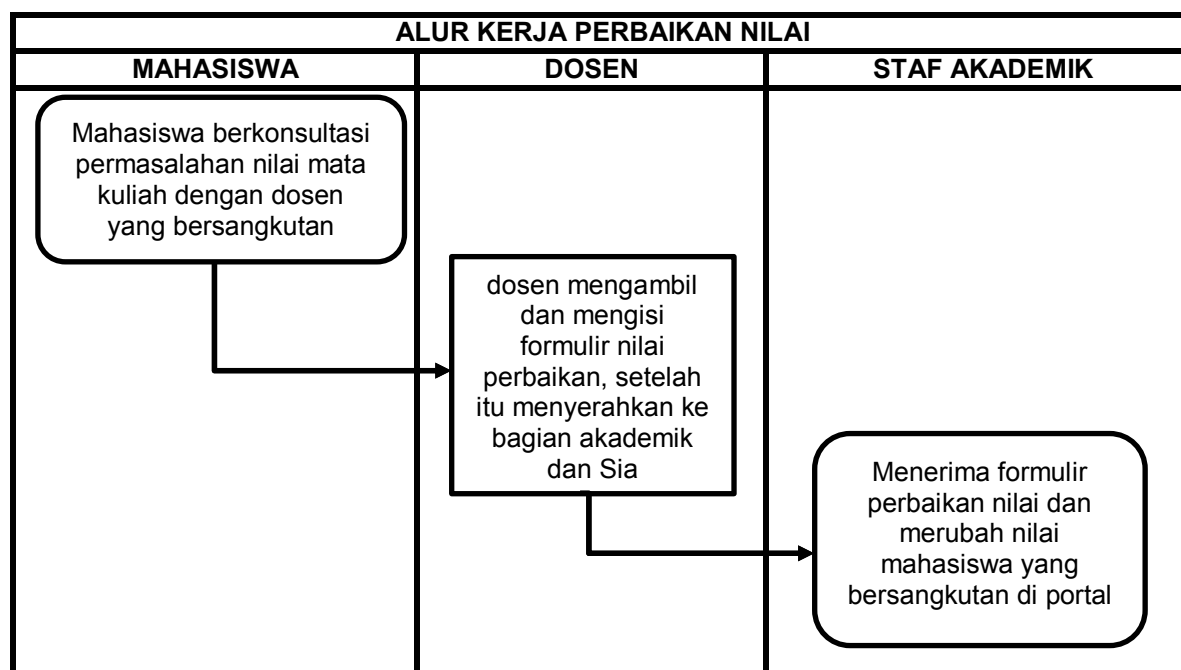 ALUR KERJA PERBAIKAN NILAI
MAHASISWA
DOSEN
STAF AKADEMIK
Mahasiswa berkonsultasi
permasalahan nilai mata
kuliah dengan dosen
yang bersangkutan
dosen mengambil
dan mengisi
formulir nilai
perbaikan, setelah
itu menyerahkan ke
bagian akademik
dan Sia
Menerima formulir
perbaikan nilai dan
merubah nilai
mahasiswa yang
bersangkutan di portal